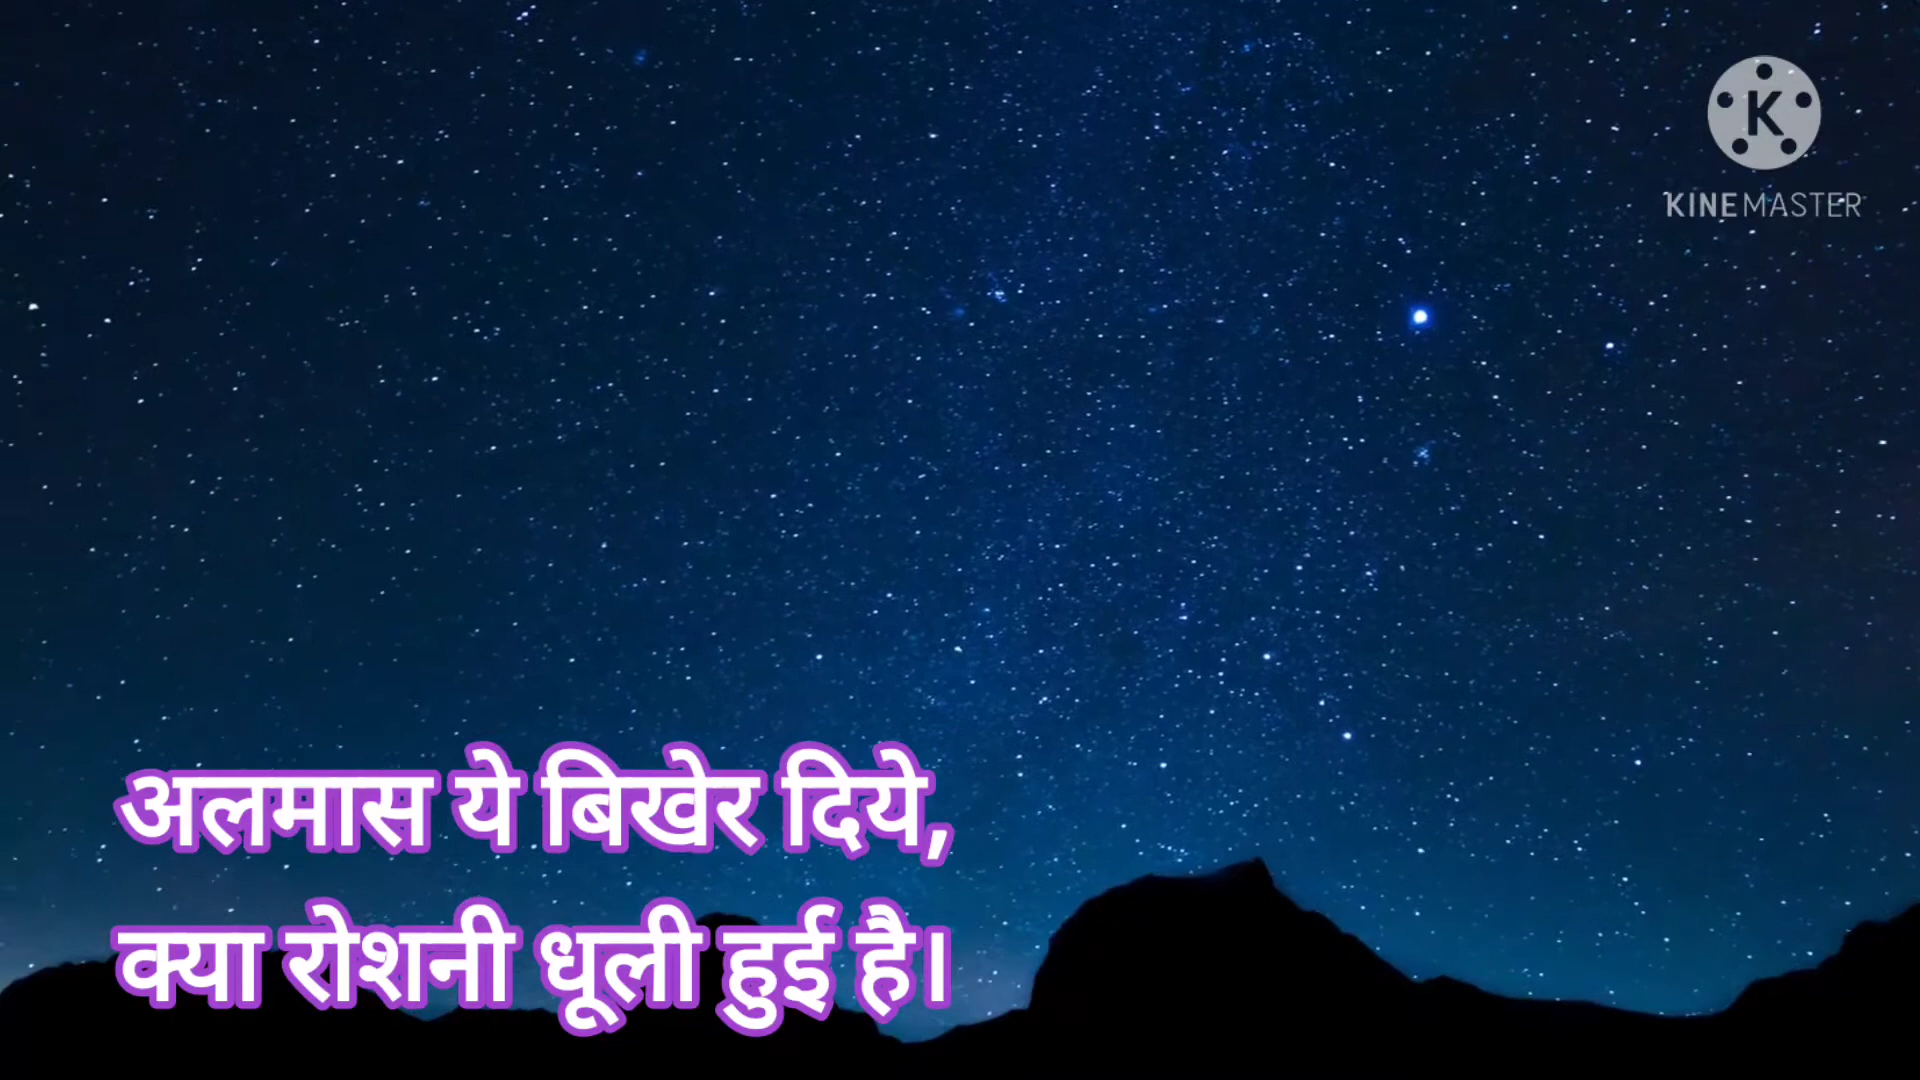 KINEMASTER
अलमास ये बिखेर दिये,
क्या रोशनी धूली हुई है।